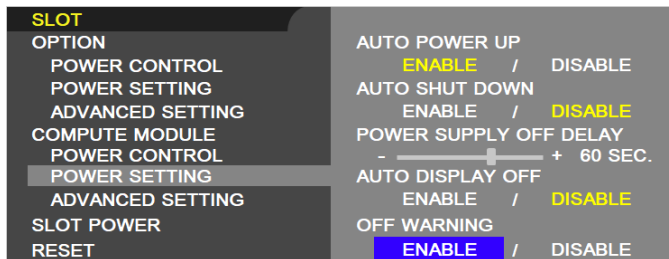 SLOT
OPTION
POWER CONTROL
POWER SETTING
ADVANCED SETTING
COMPUTE MODULE
POWER CONTROL
POWER SETTING
ADVANCED SETTING
SLOT POWER
RESET
AUTO POWER UP
ENABLE / DISABLE
AUTO SHUT DOWN
ENABLE / DISABLE
POWER SUPPLY OFF DELAY
- + 60 SEC.
AUTO DISPLAY OFF
ENABLE / DISABLE
OFF WARNING
ENABLE / DISABLE